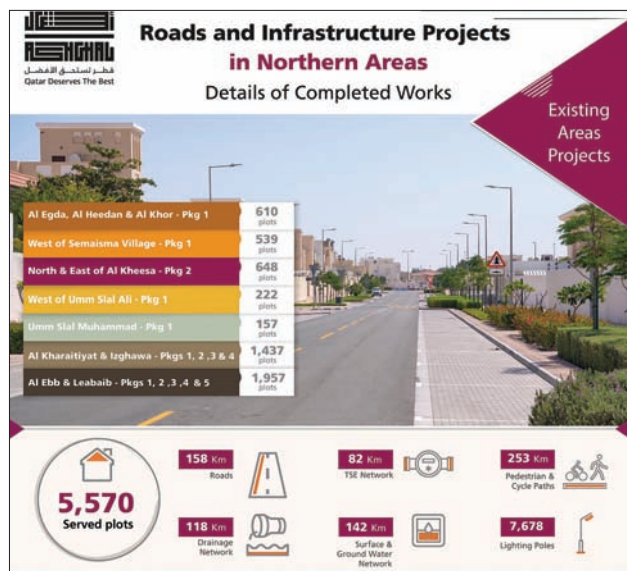 ASHGHAL
قطر تستحق الأفضل
Qatar Deserves The Best
Roads and Infrastructure Projects
in Northern Areas
Details of Completed Works
Existing
Areas
Projects
Al Egda, Al Heedan & Al Khor - Pkg 1
610
plots
West of Semaisma Village - Pkg 1
539
plots
North & East of Al Kheesa - Pkg 2
648
plots
West of Umm Slal Ali - Pkg 1
222
plots
Umm Slal Muhammad - Pkg 1
157
plots
Al Kharaitiyat & Izghawa - Pkgs 1, 2 ,3 & 4
1,437
plots
Al Ebb & Leabaib - Pkgs 1, 2 ,3 ,4 & 5
1,957
plots
5,570
Served plots
158 Km
Roads
82 Km
TSE Network
253 Km
Pedestrian &
Cycle Paths
118 Km
Drainage
Network
142 Km
Surface &
Ground Water
Network
7,678
Lighting Poles